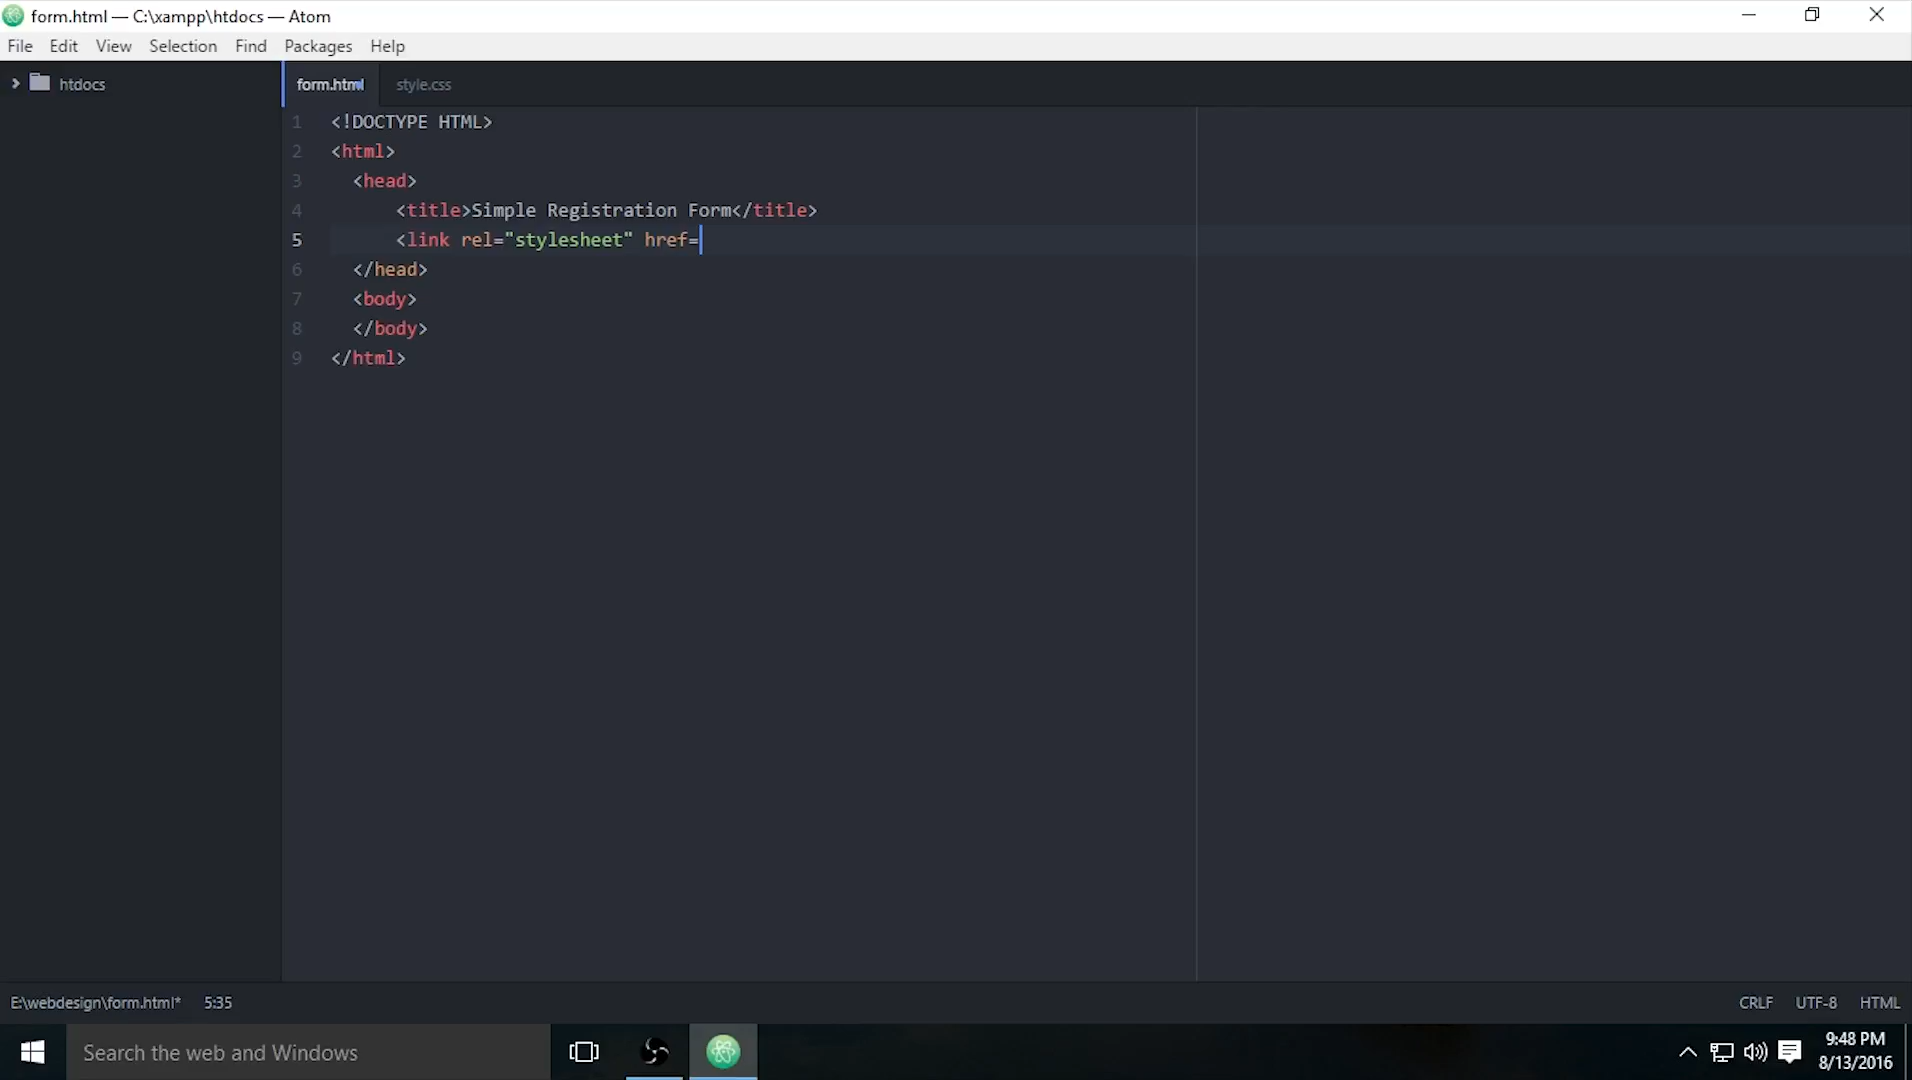 form.html — C:\xampp\htdocs — Atom
File Edit View Selection Find Packages Help
htdocs
form.html style.css
1 <!DOCTYPE HTML>
2 <html>
3 <head>
4 <title>Simple Registration Form</title>
5 <link rel="stylesheet" href=
6 </head>
7 <body>
8 </body>
9 </html>
E:\webdesign\form.html* 5:35 CRLF UTF-8 HTML
Search the web and Windows
9:48 PM
8/13/2016